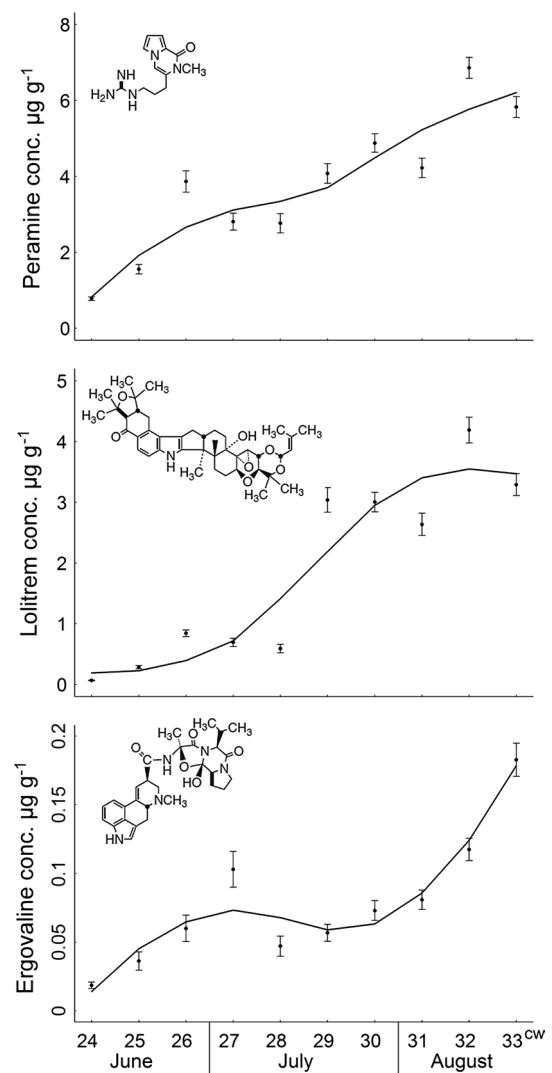 Peramine conc. µg g⁻¹
8
6
4
2
0
NH
H₂N
N
H
N
O
N
CH₃
Lolitrem conc. µg g⁻¹
5
4
3
2
1
0
H₃C
CH₃
O
H₃C
H₃C
O
NH
CH₃
OH
O
O
O
O
H₃C
CH₃
H₃C
CH₃
Ergovaline conc. µg g⁻¹
0.2
0.15
0.1
0.05
0
H₃C
CH₃
CH₃
O
C
N
H
O
O
N
O
N
HO
NCH₃
HN
24 25 26 27 28 29 30 31 32 33 CW
June July August